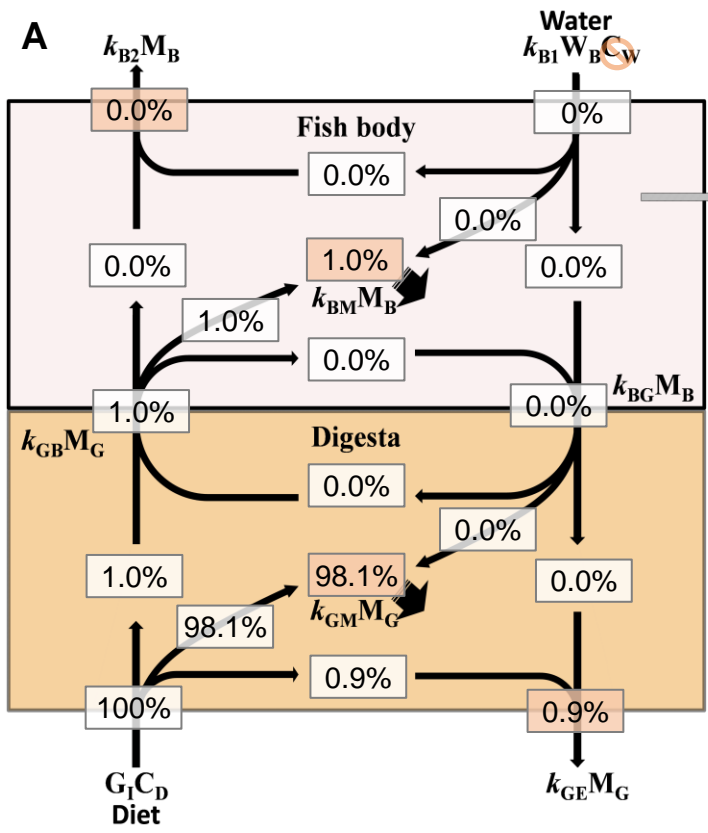 A
Water
kB2MB
kB1WBCW
0.0%
0%
Fish body
0.0%
0.0%
0.0%
1.0%
0.0%
kBMMB
1.0%
0.0%
kBGMB
1.0%
0.0%
kGBMG
Digesta
0.0%
0.0%
1.0%
98.1%
0.0%
kGMMG
98.1%
0.9%
100%
0.9%
GICD
Diet
kGEMG